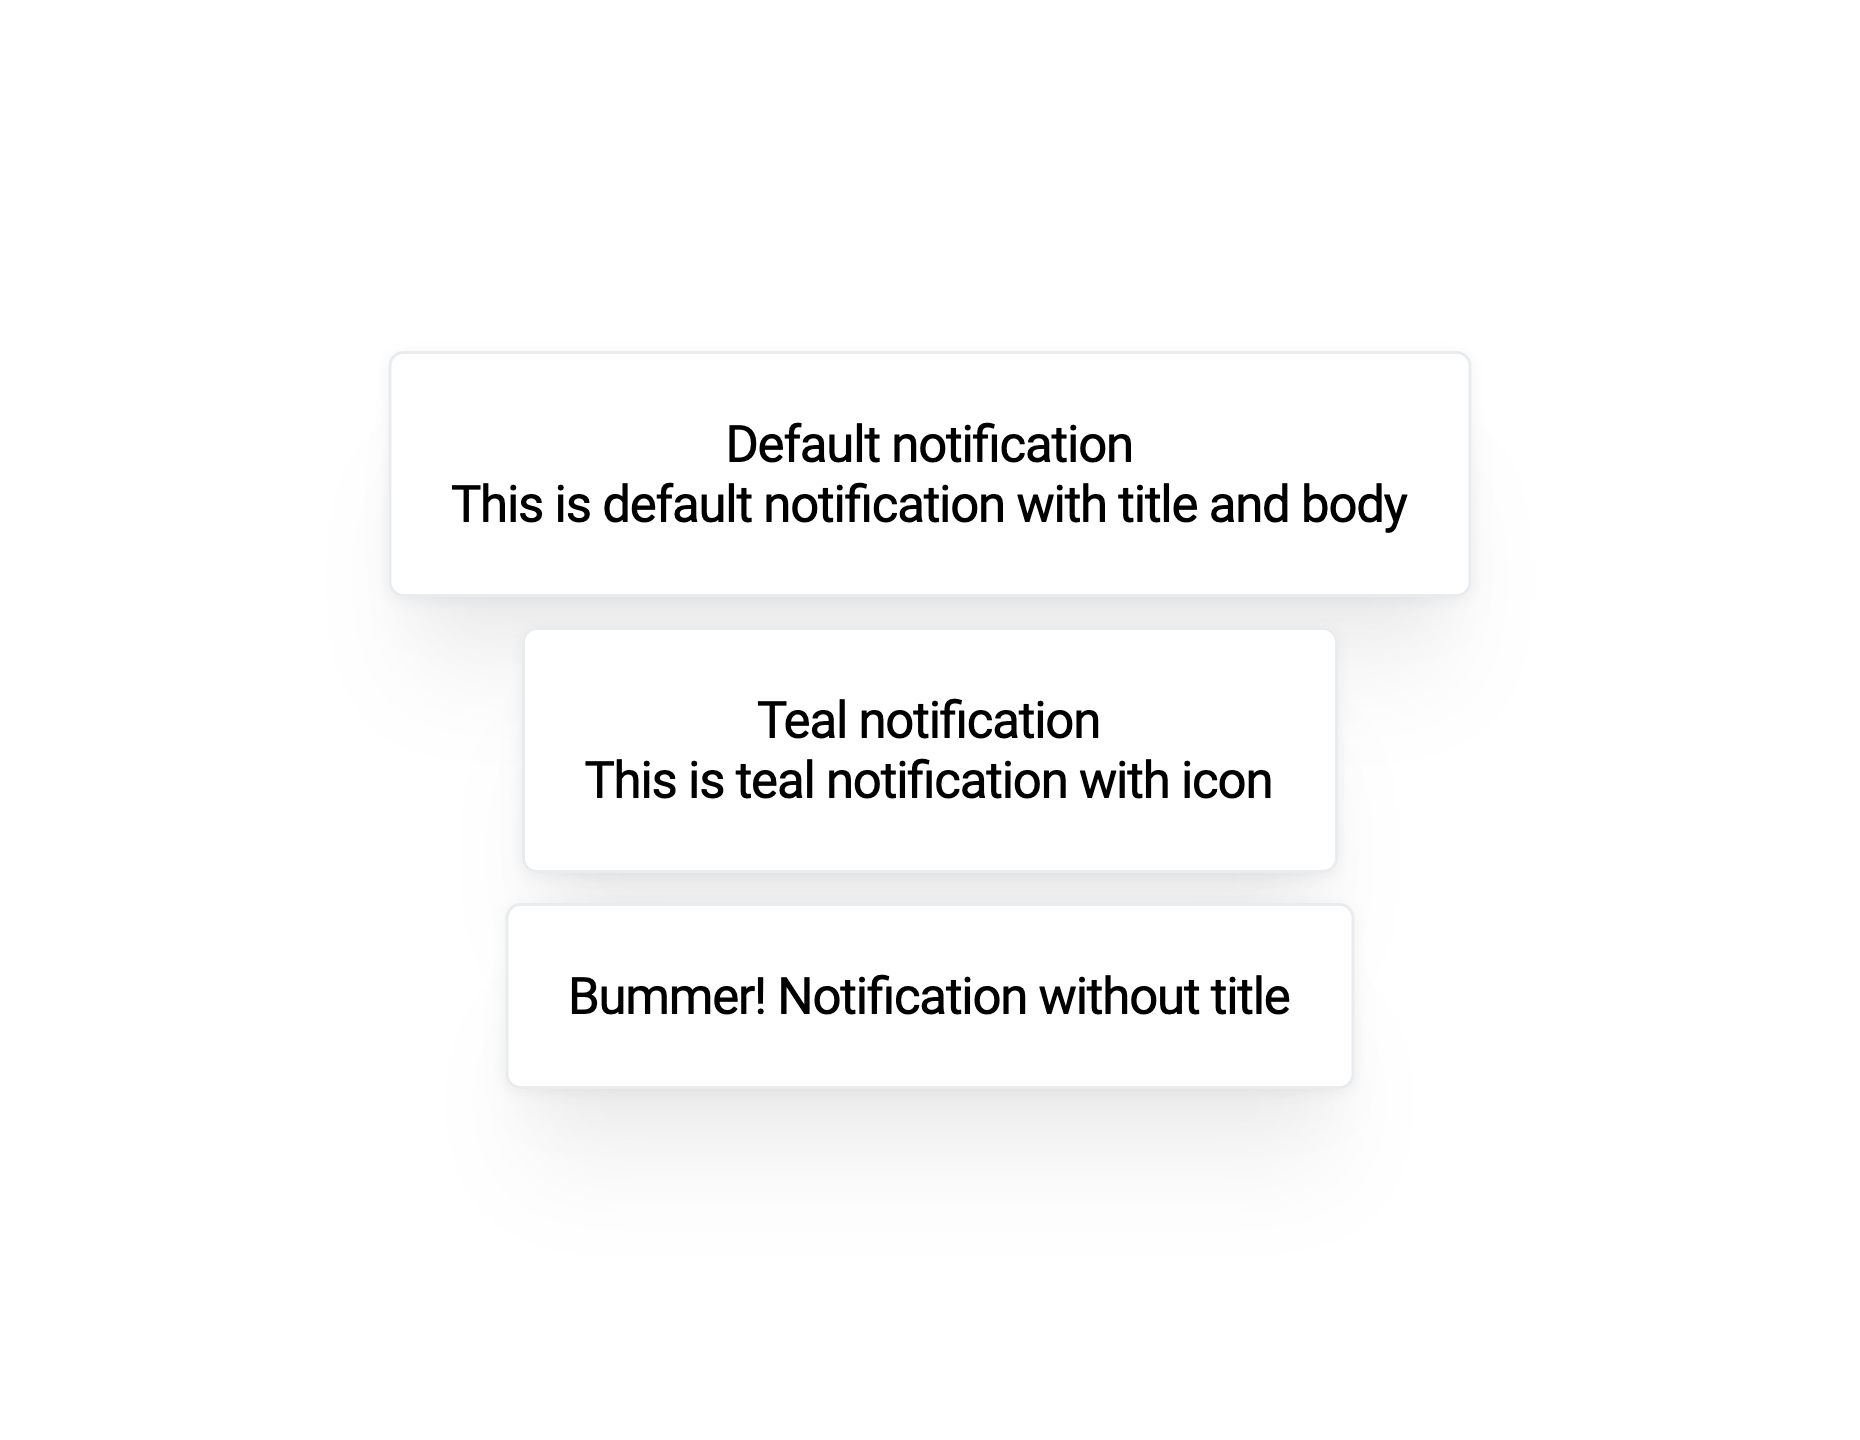 Default notification
This is default notification with title and body
Teal notification
This is teal notification with icon
Bummer! Notification without title